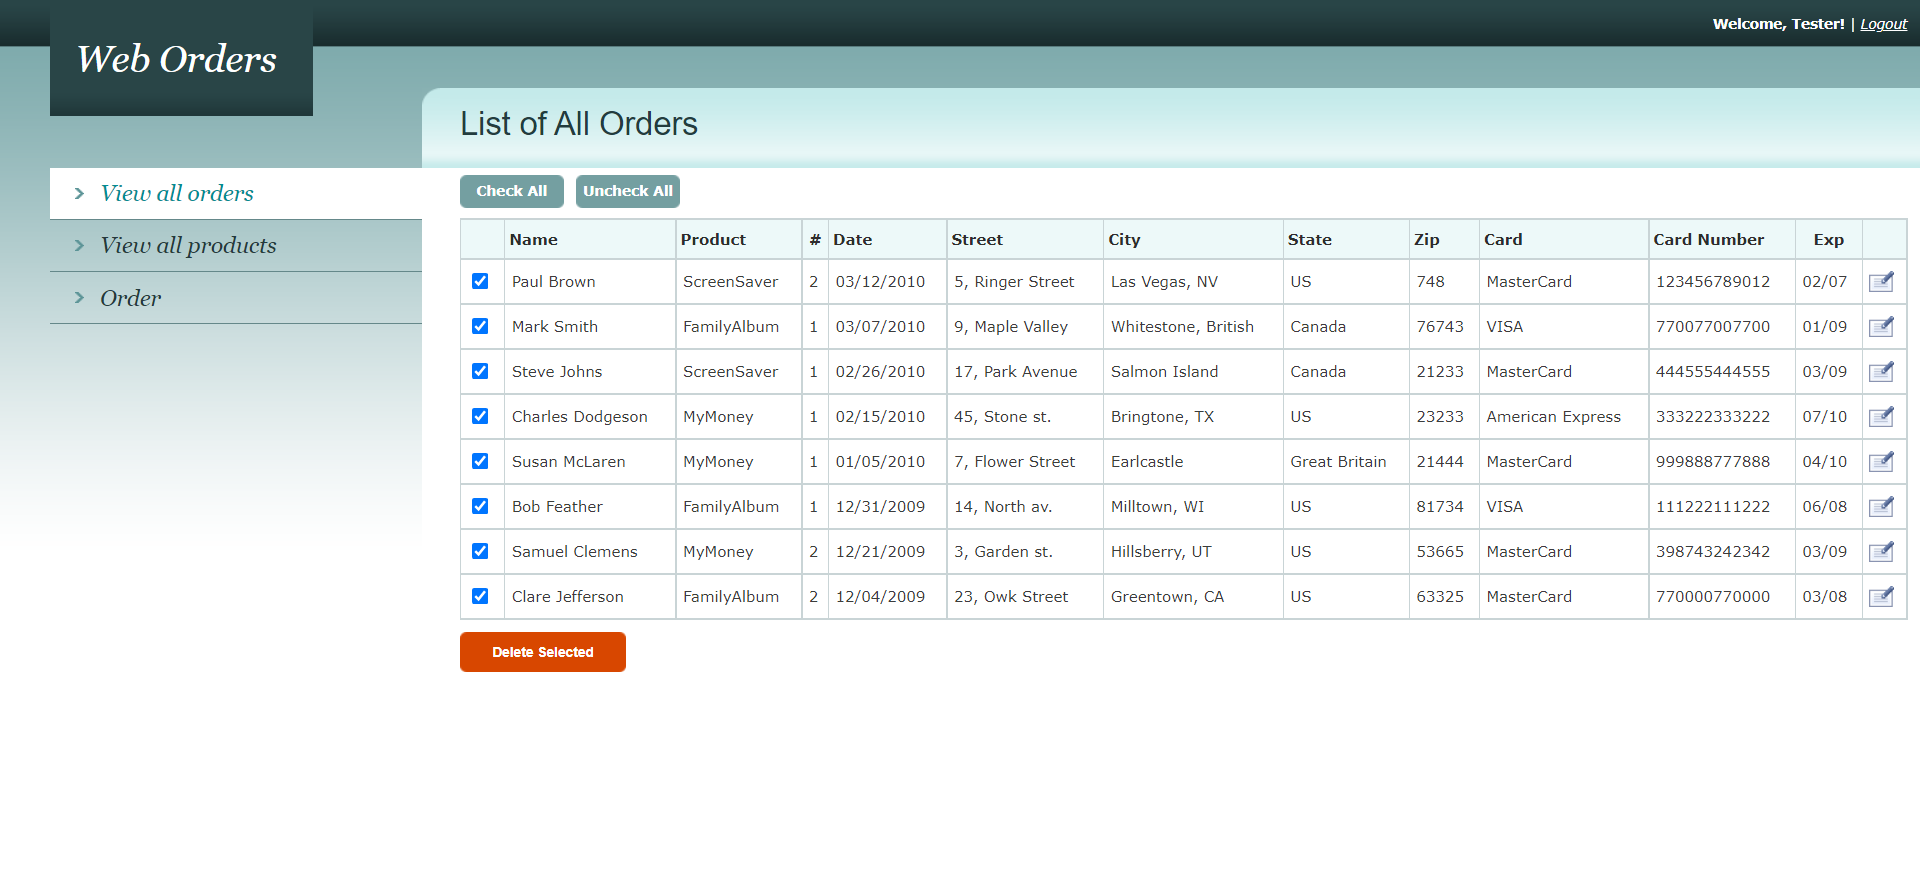 Welcome, Tester! | Logout
Web Orders
List of All Orders
View all orders
View all products
Order
Check All Uncheck All
Name Product # Date Street City State Zip Card Card Number Exp
Paul Brown ScreenSaver 2 03/12/2010 5, Ringer Street Las Vegas, NV US 748 MasterCard 123456789012 02/07
Mark Smith FamilyAlbum 1 03/07/2010 9, Maple Valley Whitestone, British Canada 76743 VISA 770077007700 01/09
Steve Johns ScreenSaver 1 02/26/2010 17, Park Avenue Salmon Island Canada 21233 MasterCard 444555444555 03/09
Charles Dodgeson MyMoney 1 02/15/2010 45, Stone st. Bringtone, TX US 23233 American Express 333222333222 07/10
Susan McLaren MyMoney 1 01/05/2010 7, Flower Street Earlcastle Great Britain 21444 MasterCard 999888777888 04/10
Bob Feather FamilyAlbum 1 12/31/2009 14, North av. Milltown, WI US 81734 VISA 111222111222 06/08
Samuel Clemens MyMoney 2 12/21/2009 3, Garden st. Hillsberry, UT US 53665 MasterCard 398743242342 03/09
Clare Jefferson FamilyAlbum 2 12/04/2009 23, Owk Street Greentown, CA US 63325 MasterCard 770000770000 03/08
Delete Selected